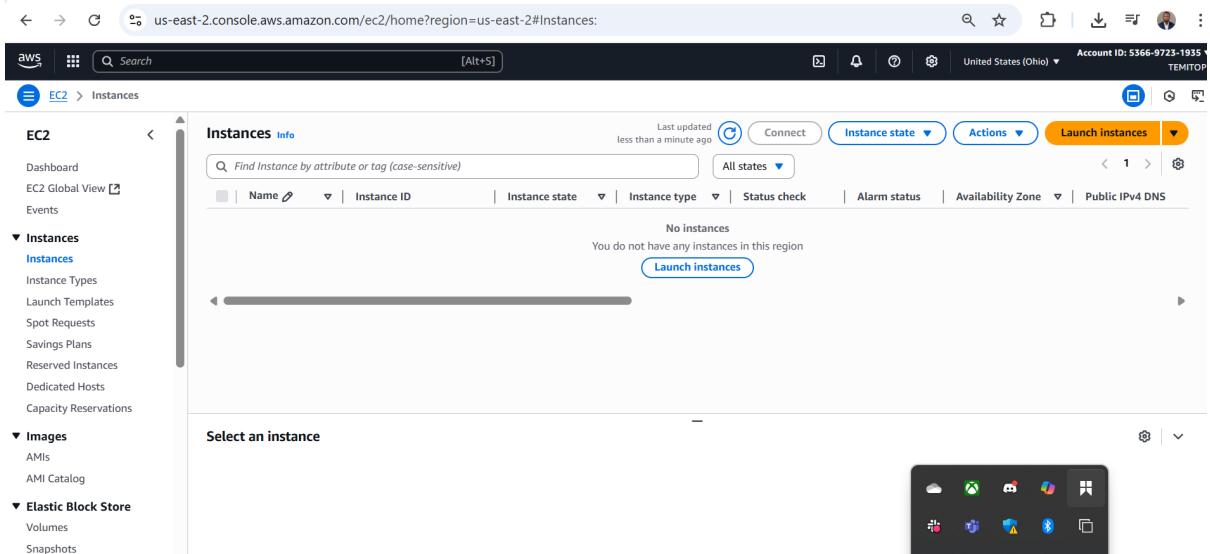 us-east-2.console.aws.amazon.com/ec2/home?region=us-east-2#Instances:
aws
Search [Alt+S]
United States (Ohio) ▼
Account ID: 5366-9723-1935
TEMITOP
EC2 > Instances
EC2
Dashboard
EC2 Global View
Events
Instances
Instances
Instance Types
Launch Templates
Spot Requests
Savings Plans
Reserved Instances
Dedicated Hosts
Capacity Reservations
Images
AMIs
AMI Catalog
Elastic Block Store
Volumes
Snapshots
Instances Info
Last updated
less than a minute ago
Connect
Instance state
Actions
Launch instances
Find Instance by attribute or tag (case-sensitive)
All states
1
Name Instance ID Instance state Instance type Status check Alarm status Availability Zone Public IPv4 DNS
No instances
You do not have any instances in this region
Launch instances
Select an instance